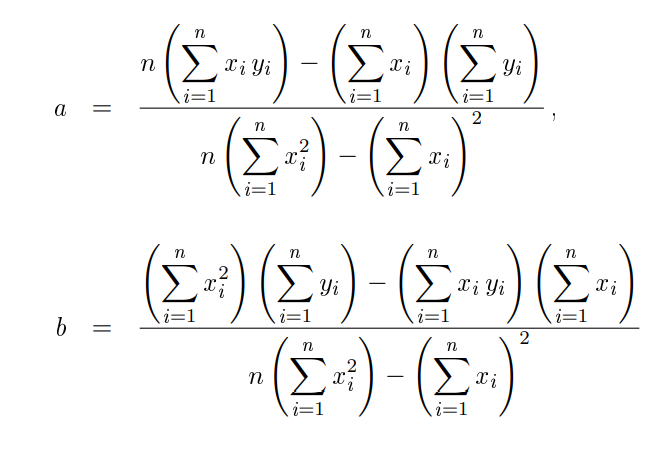 a = \frac{n\left(\sum_{i=1}^{n} x_i y_i\right) - \left(\sum_{i=1}^{n} x_i\right)\left(\sum_{i=1}^{n} y_i\right)}{n\left(\sum_{i=1}^{n} x_i^2\right) - \left(\sum_{i=1}^{n} x_i\right)^2},
b = \frac{\left(\sum_{i=1}^{n} x_i^2\right)\left(\sum_{i=1}^{n} y_i\right) - \left(\sum_{i=1}^{n} x_i y_i\right)\left(\sum_{i=1}^{n} x_i\right)}{n\left(\sum_{i=1}^{n} x_i^2\right) - \left(\sum_{i=1}^{n} x_i\right)^2}